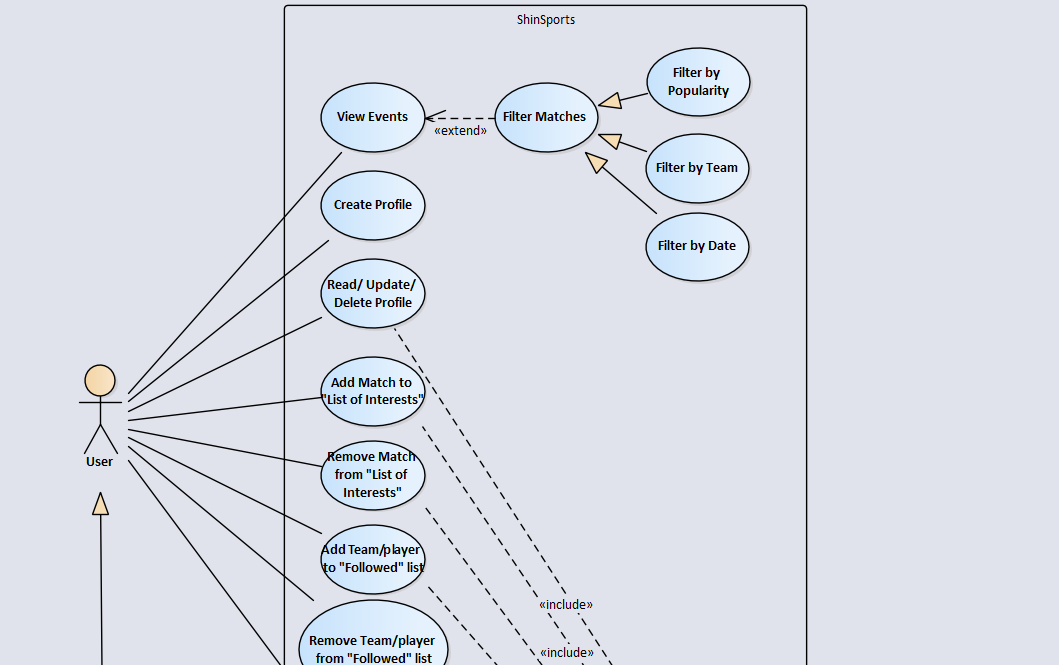 ShinSports
Filter by
Popularity
View Events
Filter Matches
«extend»
Filter by Team
Create Profile
Filter by Date
Read/ Update/
Delete Profile
Add Match to
"List of Interests"
User
Remove Match
from "List of
Interests"
Add Team/player
to "Followed" list
«include»
Remove Team/player
from "Followed" list
«include»